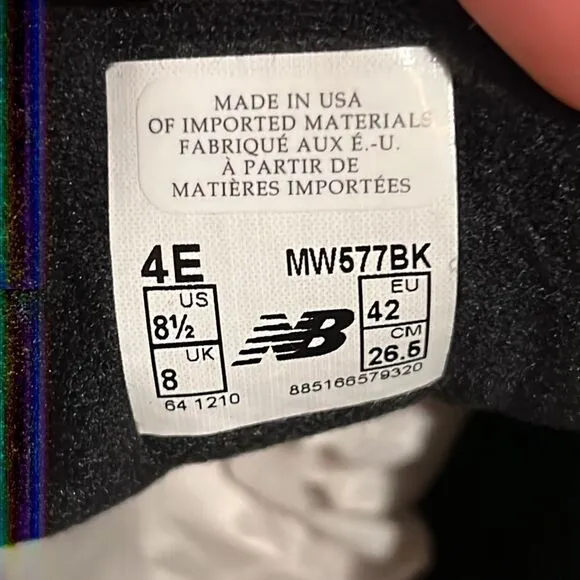 MADE IN USA
OF IMPORTED MATERIALS
FABRIQUÉ AUX É.-U.
À PARTIR DE
MATIÈRES IMPORTÉES
4E MW577BK
US
8½
UK
8
NB
EU
42
CM
26.5
64 1210
885166579320